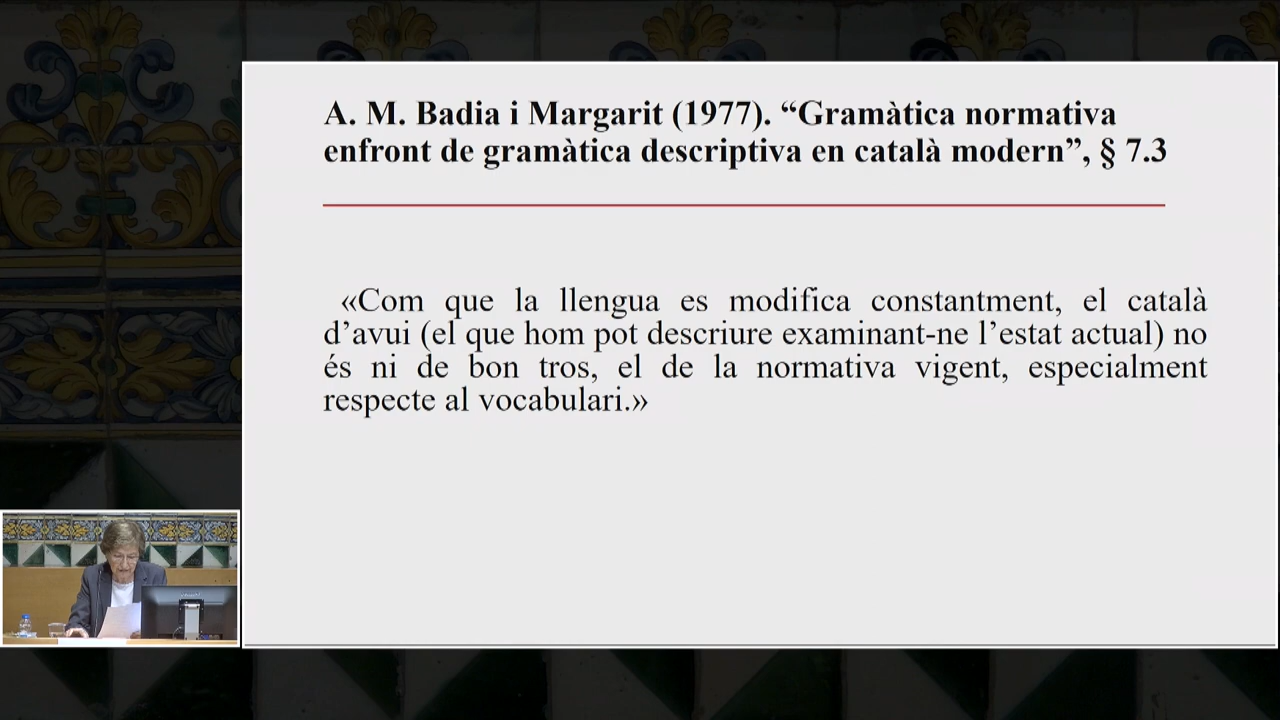 A. M. Badia i Margarit (1977). “Gramàtica normativa
enfront de gramàtica descriptiva en català modern”, § 7.3
«Com que la llengua es modifica constantment, el català
d’avui (el que hom pot descriure examinant-ne l’estat actual) no
és ni de bon tros, el de la normativa vigent, especialment
respecte al vocabulari.»